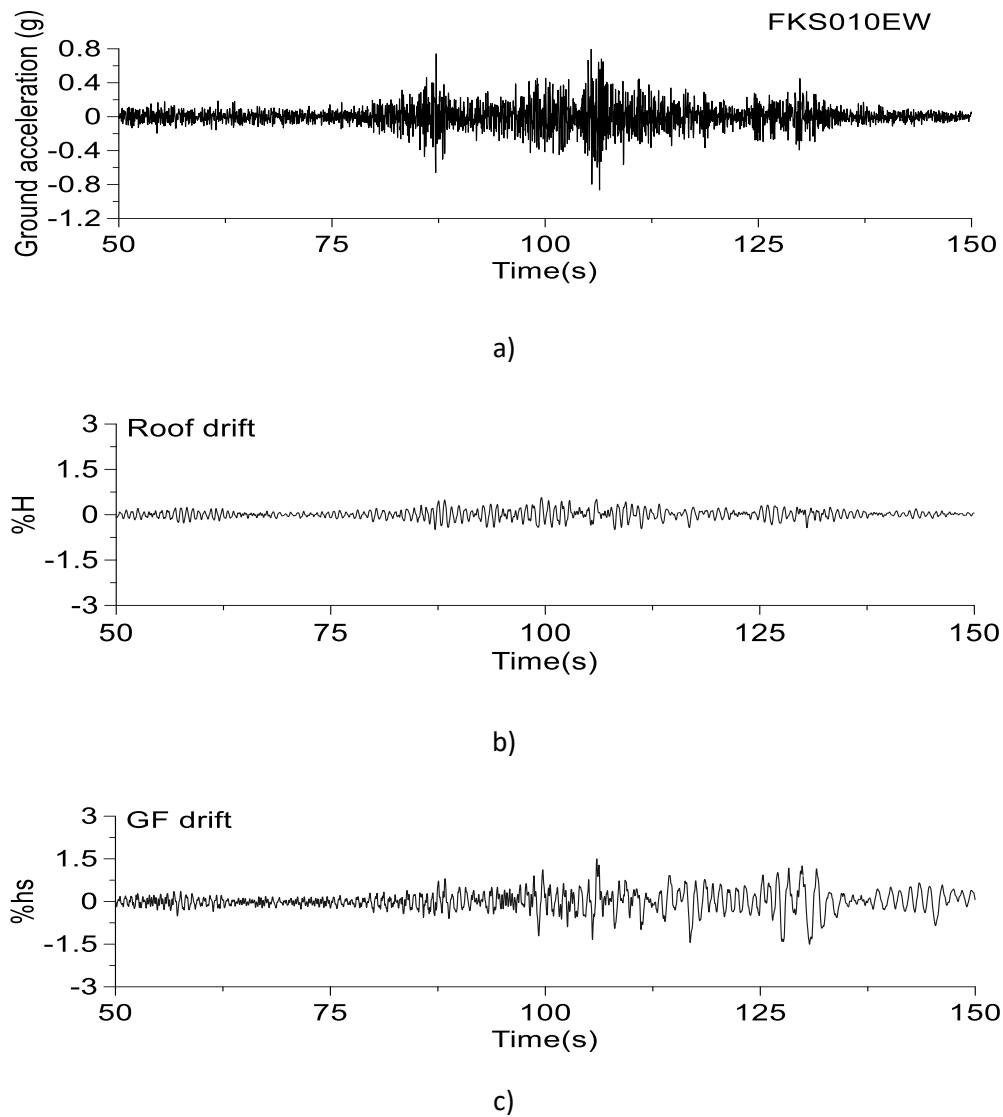 FKS010EW
Ground acceleration (g)
0.8
0.4
0
-0.4
-0.8
-1.2
50 75 100 125 150
Time(s)
a)
Roof drift
%H
3
1.5
0
-1.5
-3
50 75 100 125 150
Time(s)
b)
GF drift
%hs
3
1.5
0
-1.5
-3
50 75 100 125 150
Time(s)
c)